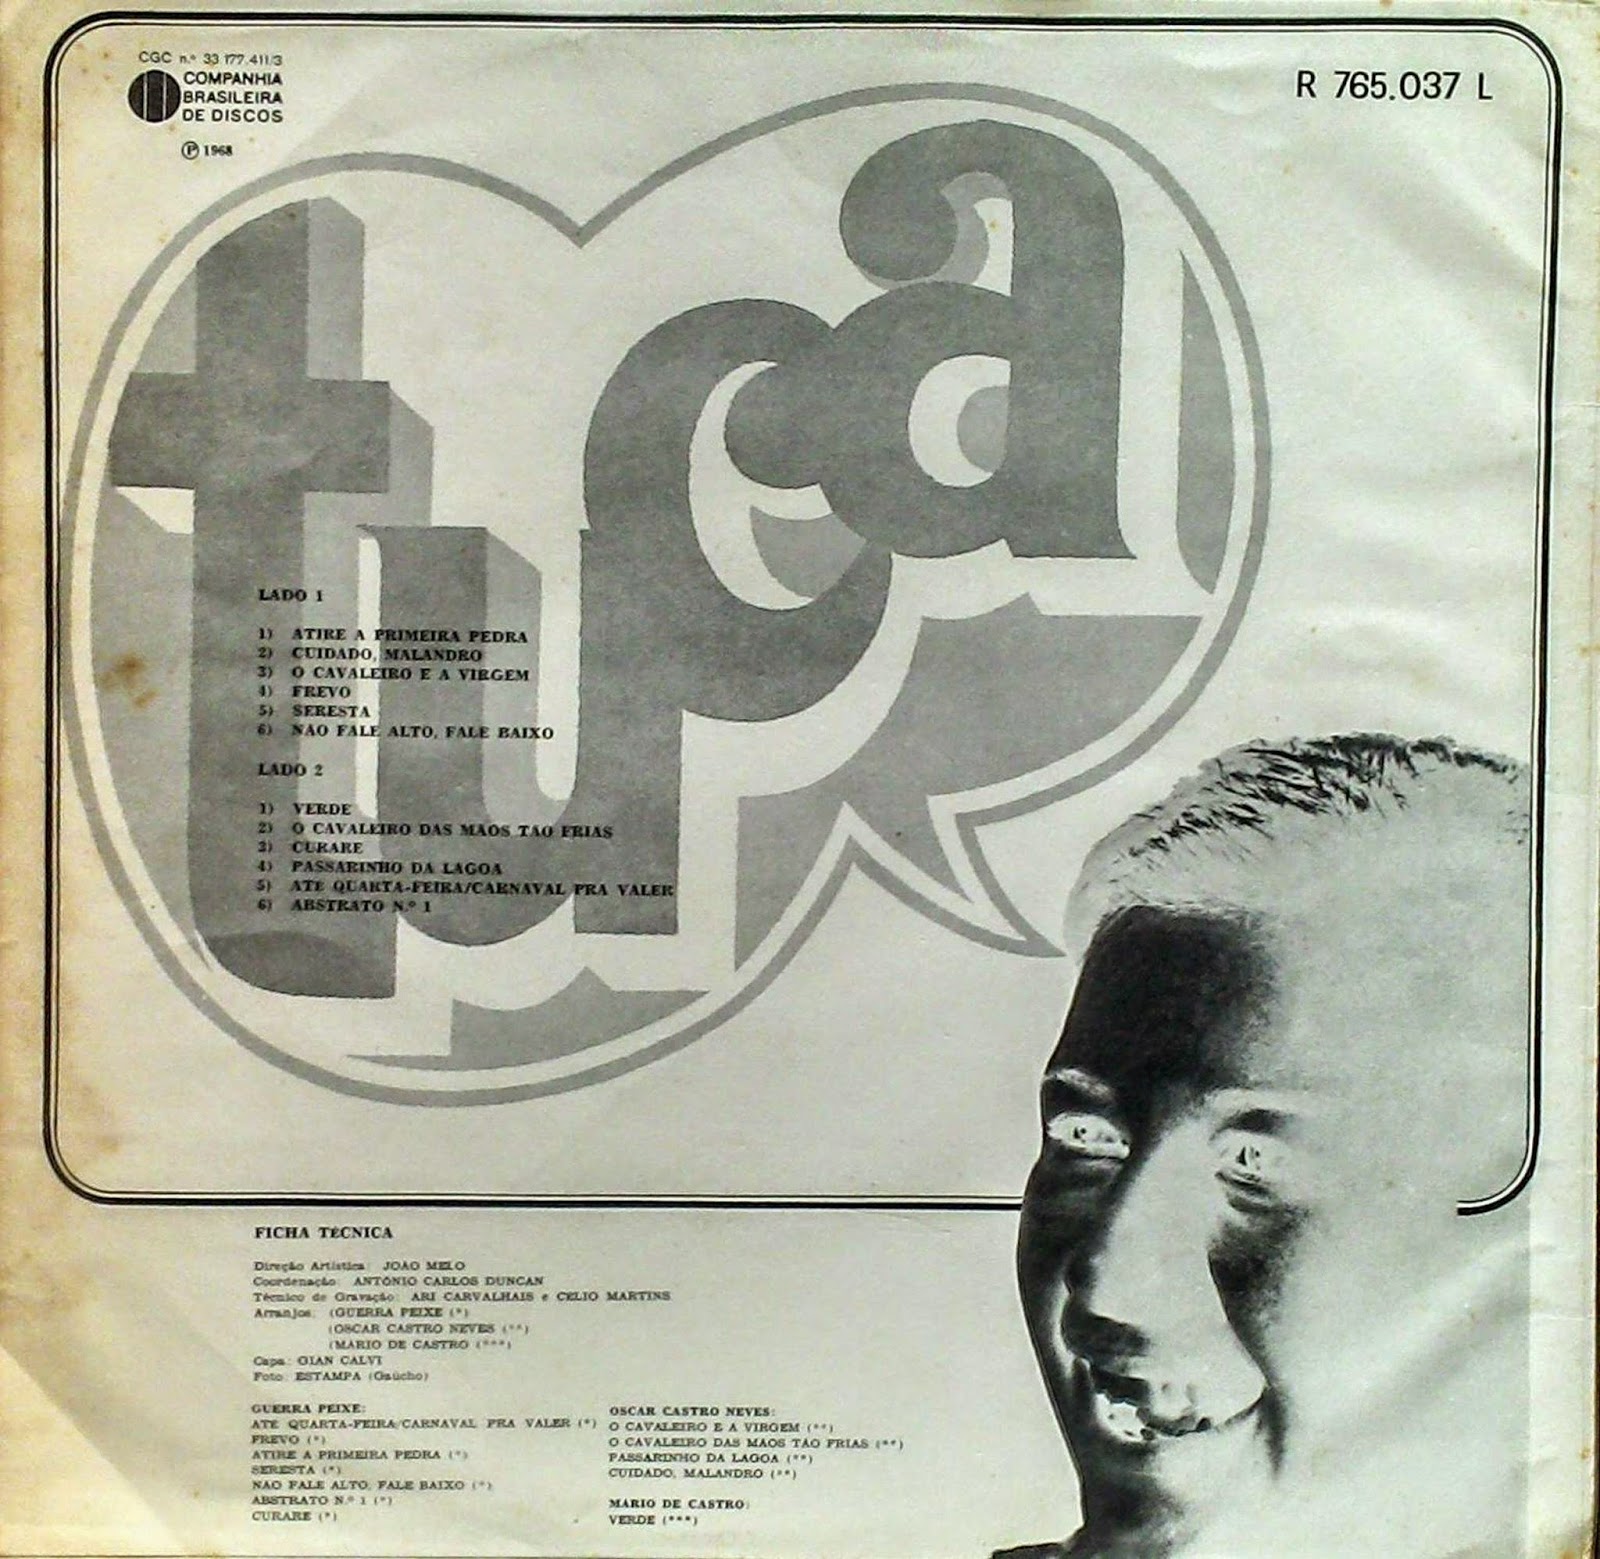 CGC n.º 33 177.411/3
COMPANHIA
BRASILEIRA
DE DISCOS
℗ 1968
R 765.037 L
tuca
LADO 1
1) ATIRE A PRIMEIRA PEDRA
2) CUIDADO, MALANDRO
3) O CAVALEIRO E A VIRGEM
4) FREVO
5) SERESTA
6) NAO FALE ALTO, FALE BAIXO
LADO 2
1) VERDE
2) O CAVALEIRO DAS MAOS TAO FRIAS
3) CURARE
4) PASSARINHO DA LAGOA
5) ATE QUARTA-FEIRA/CARNAVAL PRA VALER
6) ABSTRATO N.º 1
FICHA TÉCNICA
Direção Artística: JOAO MELO
Coordenação: ANTÓNIO CARLOS DUNCAN
Técnico de Gravação: ARI CARVALHAIS e CELIO MARTINS
Arranjos: (GUERRA PEIXE (*)
(OSCAR CASTRO NEVES (**)
(MARIO DE CASTRO (***)
Capa: GIAN CALVI
Foto: ESTAMPA (Gaúcho)
GUERRA PEIXE:
ATE QUARTA-FEIRA/CARNAVAL PRA VALER (*)
FREVO (*)
ATIRE A PRIMEIRA PEDRA (*)
SERESTA (*)
NAO FALE ALTO, FALE BAIXO (*)
ABSTRATO N.º 1 (*)
CURARE (*)
OSCAR CASTRO NEVES:
O CAVALEIRO E A VIRGEM (**)
O CAVALEIRO DAS MAOS TAO FRIAS (**)
PASSARINHO DA LAGOA (**)
CUIDADO, MALANDRO (**)
MARIO DE CASTRO:
VERDE (***)